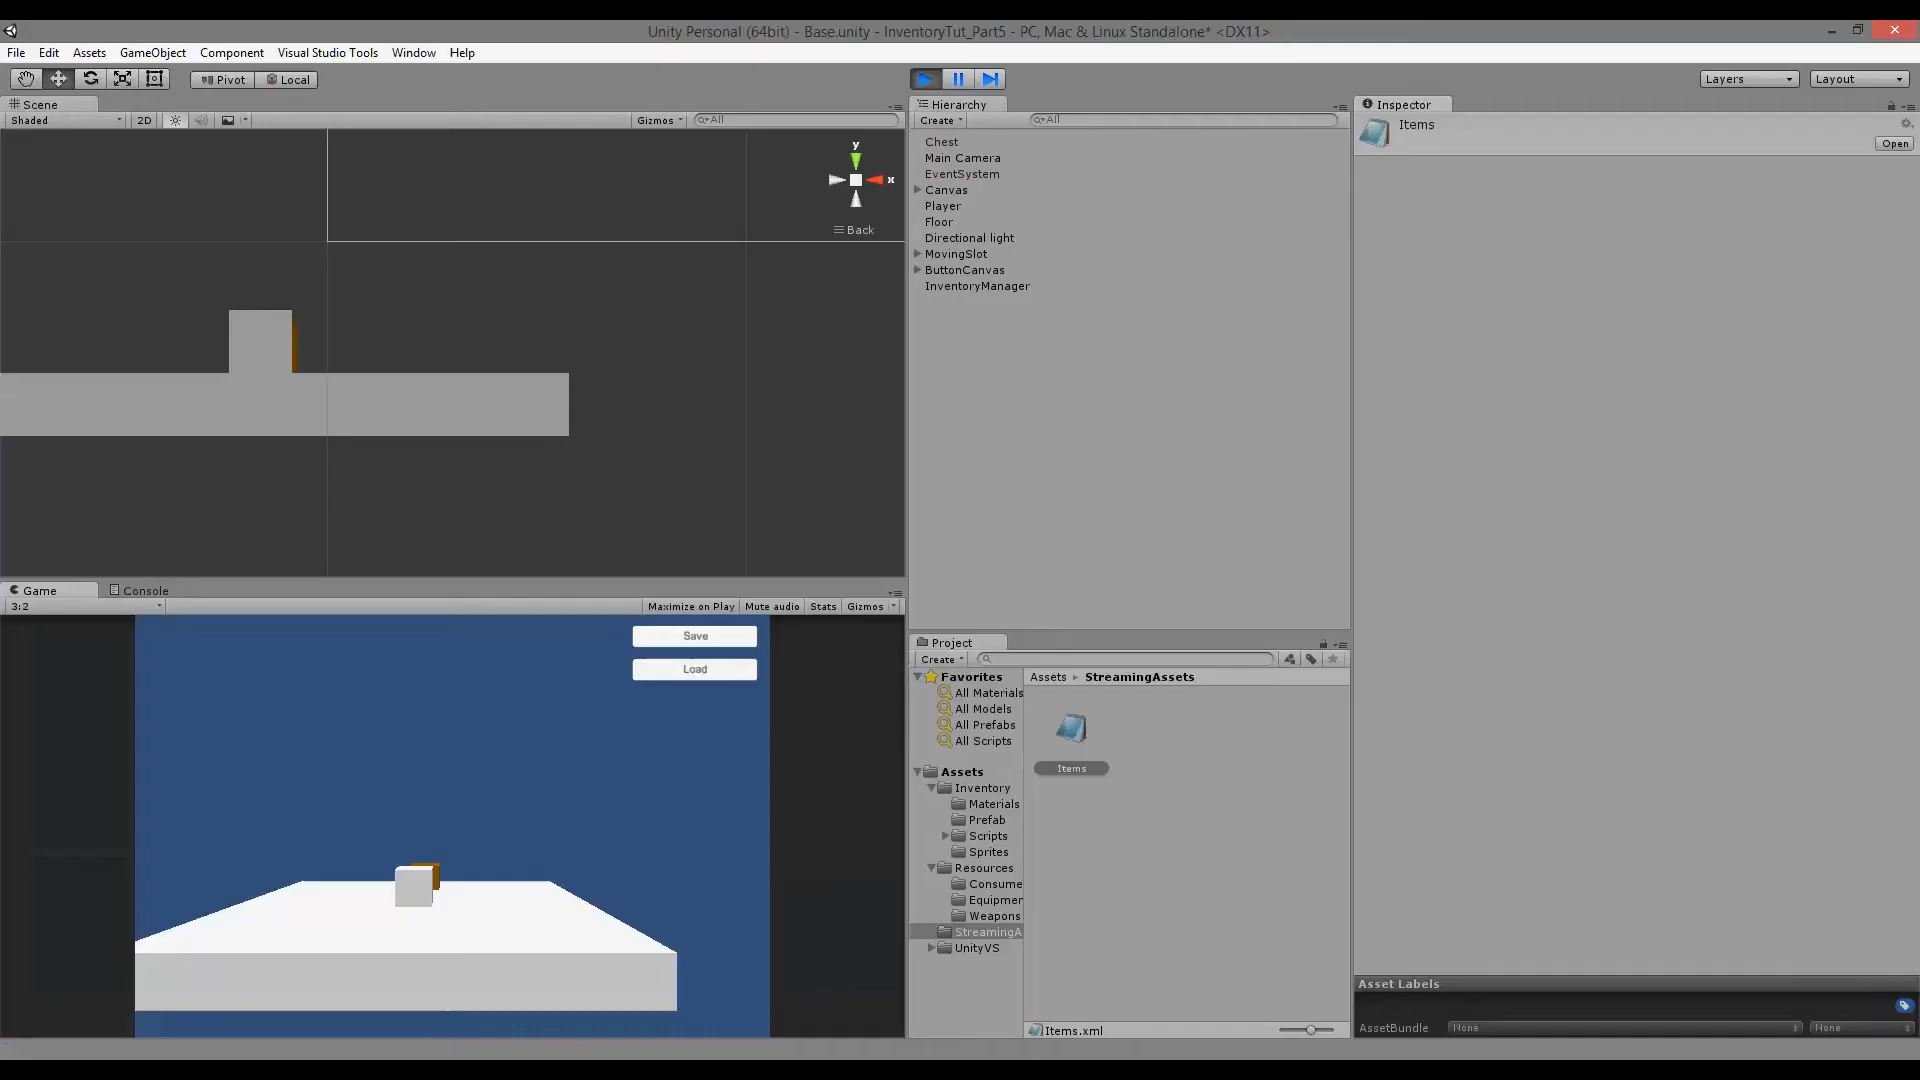 Unity Personal (64bit) - Base.unity - InventoryTut_Part5 - PC, Mac & Linux Standalone* <DX11>
File Edit Assets GameObject Component Visual Studio Tools Window Help
Pivot Local
Layers Layout
Scene
Shaded 2D Gizmos All
y
x
Back
Hierarchy
Create All
Chest
Main Camera
EventSystem
Canvas
Player
Floor
Directional light
MovingSlot
ButtonCanvas
InventoryManager
Inspector
Items
Open
Game Console
3:2 Maximize on Play Mute audio Stats Gizmos
Save
Load
Project
Create
Favorites
All Materials
All Models
All Prefabs
All Scripts
Assets
Inventory
Materials
Prefab
Scripts
Sprites
Resources
Consume
Equipmer
Weapons
StreamingA
UnityVS
Assets StreamingAssets
Items
Items.xml
Asset Labels
AssetBundle None None